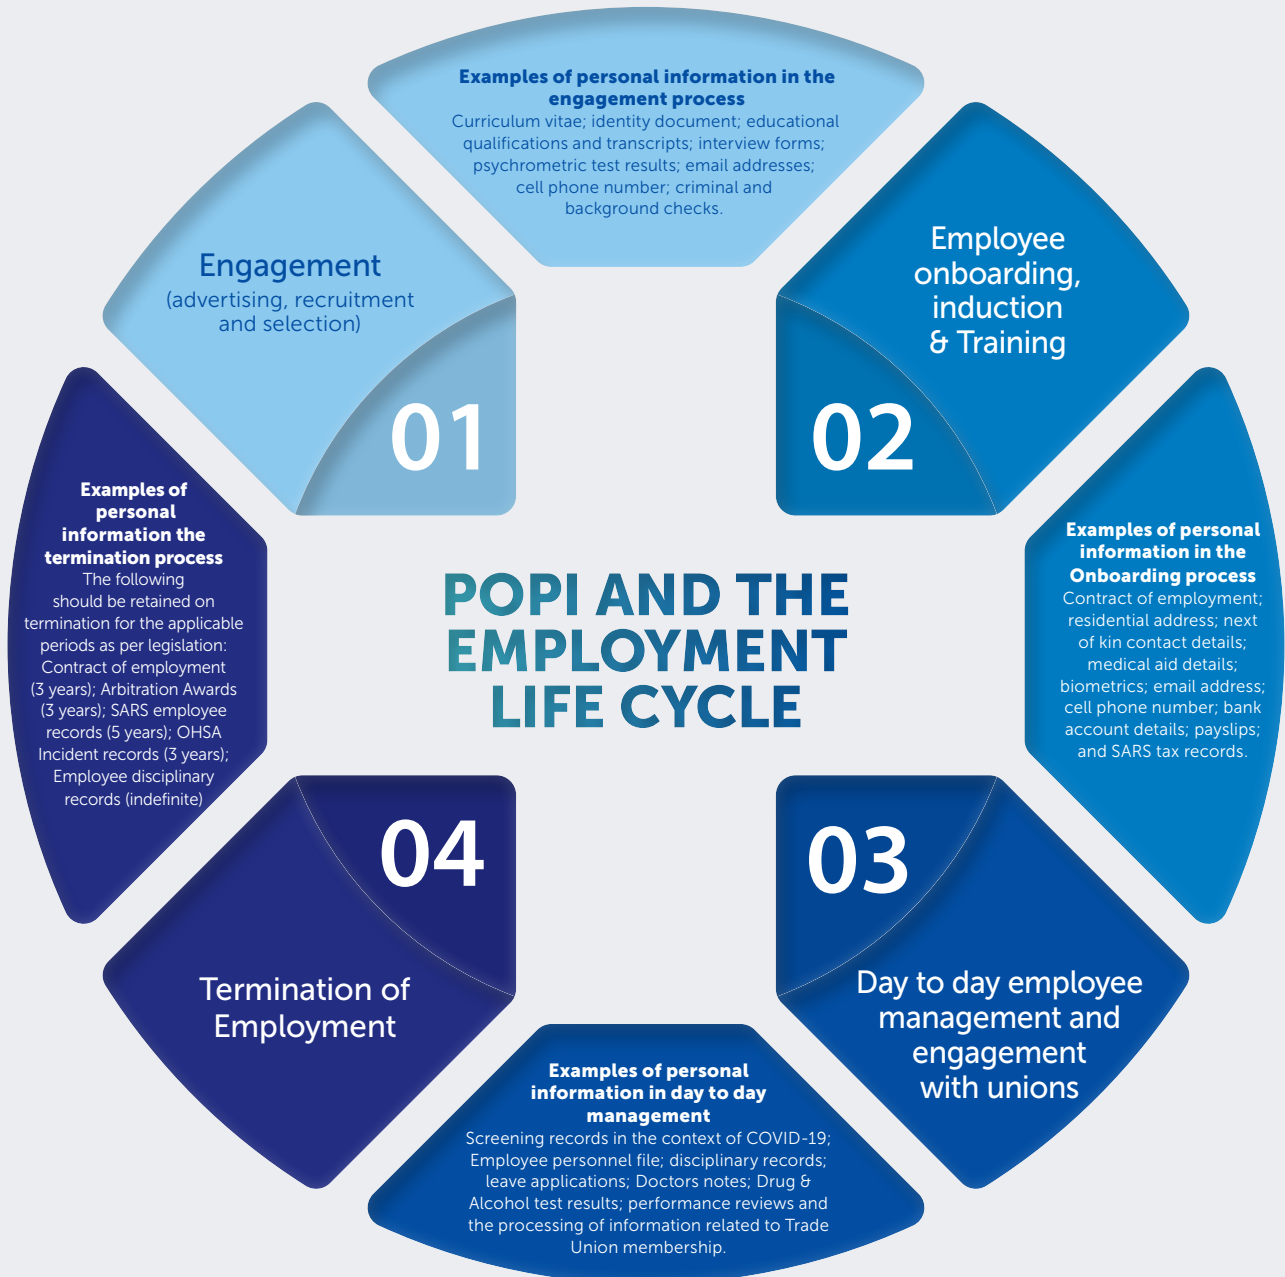 POPI AND THE
EMPLOYMENT
LIFE CYCLE
01
Engagement
(advertising, recruitment
and selection)
Examples of personal information in the
engagement process
Curriculum vitae; identity document; educational
qualifications and transcripts; interview forms;
psychrometric test results; email addresses;
cell phone number; criminal and
background checks.
02
Employee
onboarding,
induction
& Training
Examples of personal
information in the
Onboarding process
Contract of employment;
residential address; next
of kin contact details;
medical aid details;
biometrics; email address;
cell phone number; bank
account details; payslips;
and SARS tax records.
03
Day to day employee
management and
engagement
with unions
Examples of personal
information in day to day
management
Screening records in the context of COVID-19;
Employee personnel file; disciplinary records;
leave applications; Doctors notes; Drug &
Alcohol test results; performance reviews and
the processing of information related to Trade
Union membership.
04
Termination of
Employment
Examples of
personal
information the
termination process
The following
should be retained on
termination for the applicable
periods as per legislation:
Contract of employment
(3 years); Arbitration Awards
(3 years); SARS employee
records (5 years); OHSA
Incident records (3 years);
Employee disciplinary
records (indefinite)